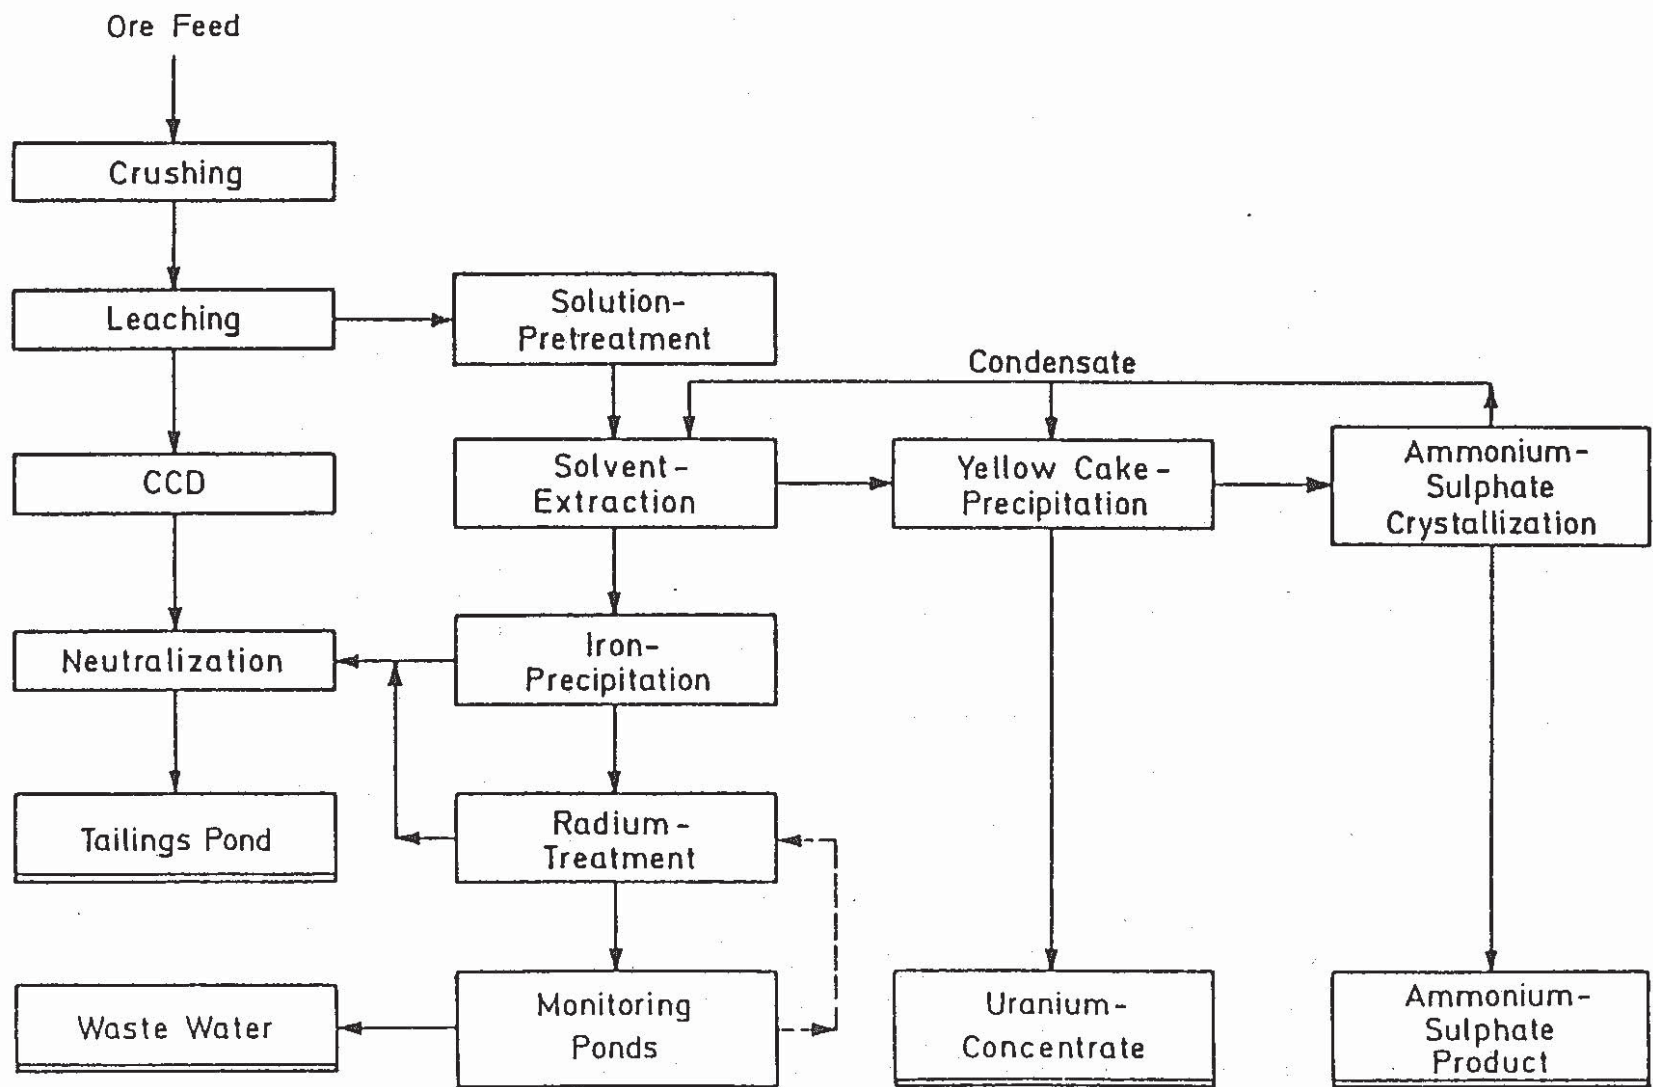 Ore Feed
Crushing
Leaching
Solution-
Pretreatment
Condensate
CCD
Solvent-
Extraction
Yellow Cake-
Precipitation
Ammonium-
Sulphate
Crystallization
Neutralization
Iron-
Precipitation
Tailings Pond
Radium-
Treatment
Waste Water
Monitoring
Ponds
Uranium-
Concentrate
Ammonium-
Sulphate
Product